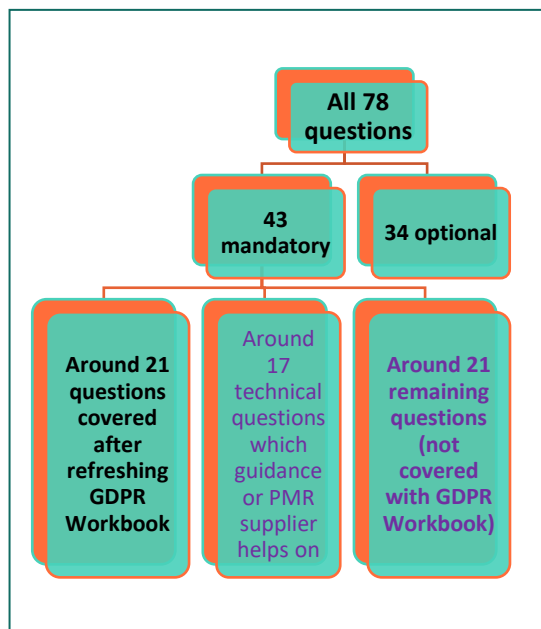 All 78
questions
43
mandatory
34 optional
Around 21
questions
covered
after
refreshing
GDPR
Workbook
Around
17
technical
questions
which
guidance
or PMR
supplier
helps on
Around 21
remaining
questions
(not
covered
with GDPR
Workbook)